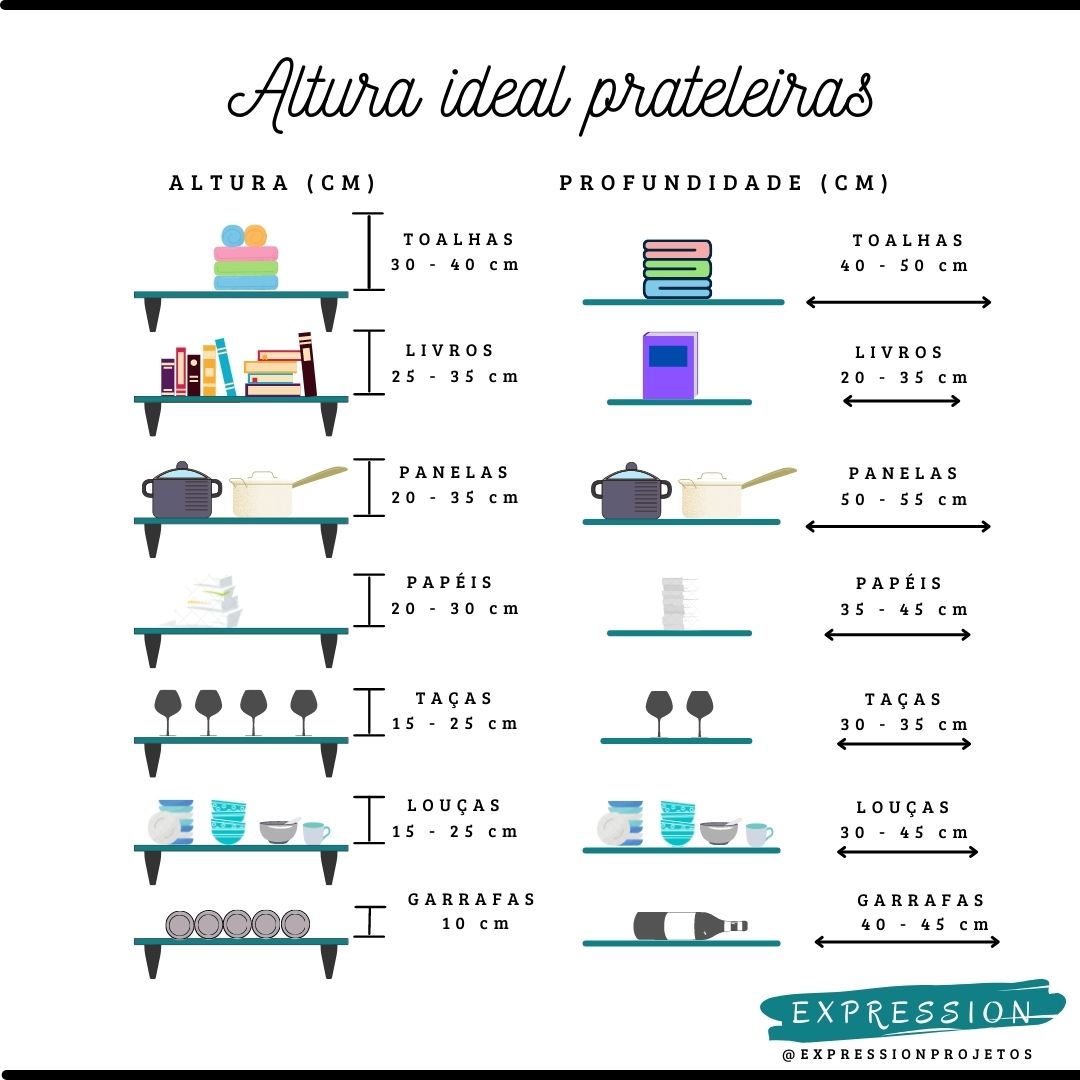 Altura ideal prateleiras
ALTURA (CM)
TOALHAS
30 - 40 cm
LIVROS
25 - 35 cm
PANELAS
20 - 35 cm
PAPÉIS
20 - 30 cm
TAÇAS
15 - 25 cm
LOUÇAS
15 - 25 cm
GARRAFAS
10 cm
PROFUNDIDADE (CM)
TOALHAS
40 - 50 cm
LIVROS
20 - 35 cm
PANELAS
50 - 55 cm
PAPÉIS
35 - 45 cm
TAÇAS
30 - 35 cm
LOUÇAS
30 - 45 cm
GARRAFAS
40 - 45 cm
EXPRESSION
@EXPRESSIONPROJETOS